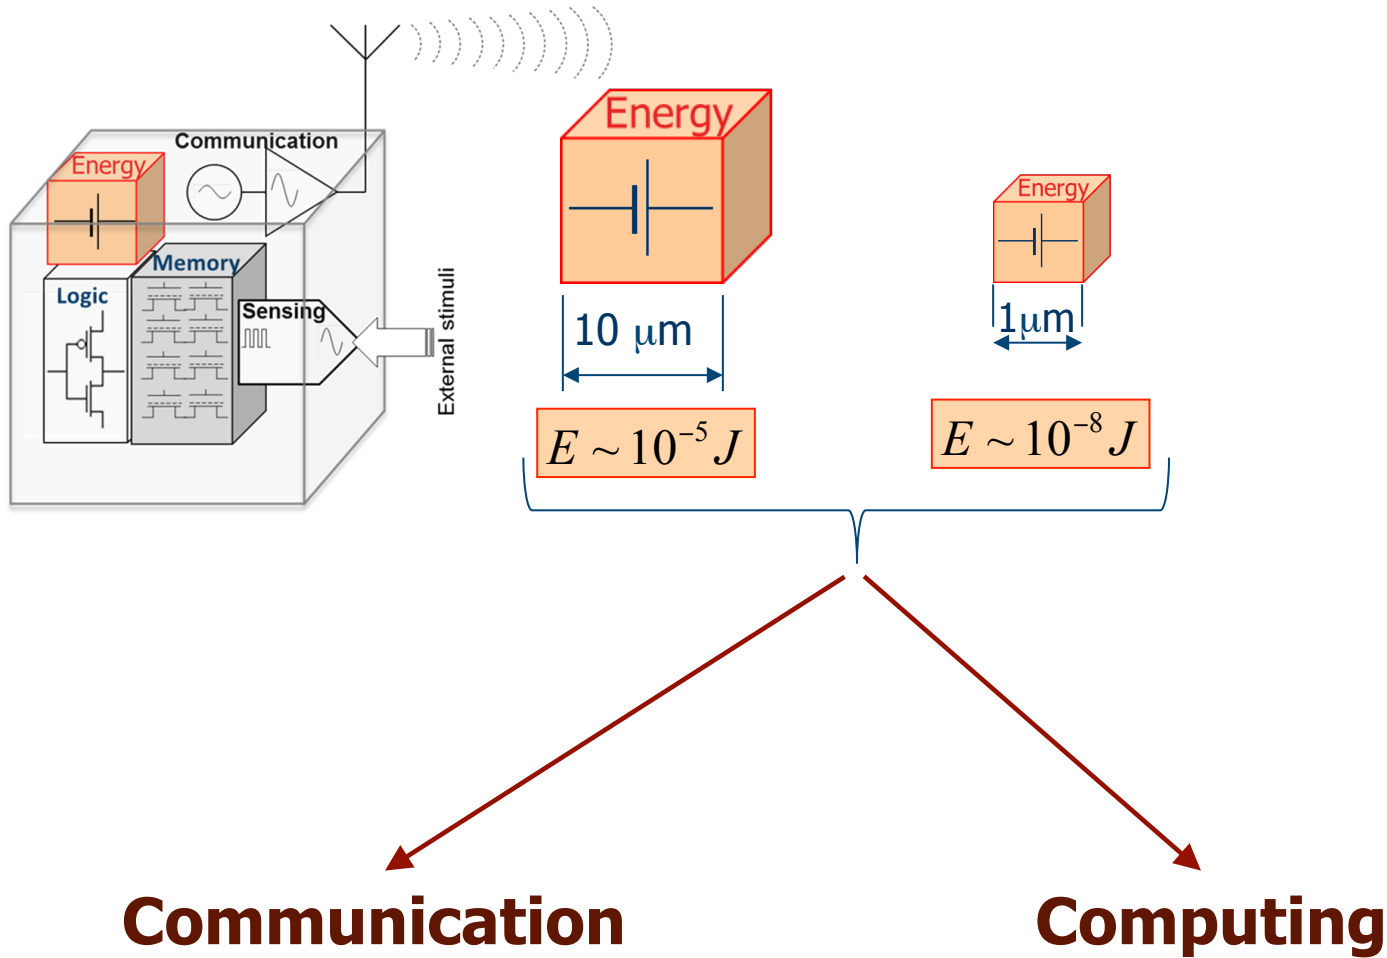 Communication
Energy
Memory
Logic
Sensing
External stimuli
Energy
10 μm
E ~ 10⁻⁵ J
Energy
1μm
E ~ 10⁻⁸ J
Communication
Computing